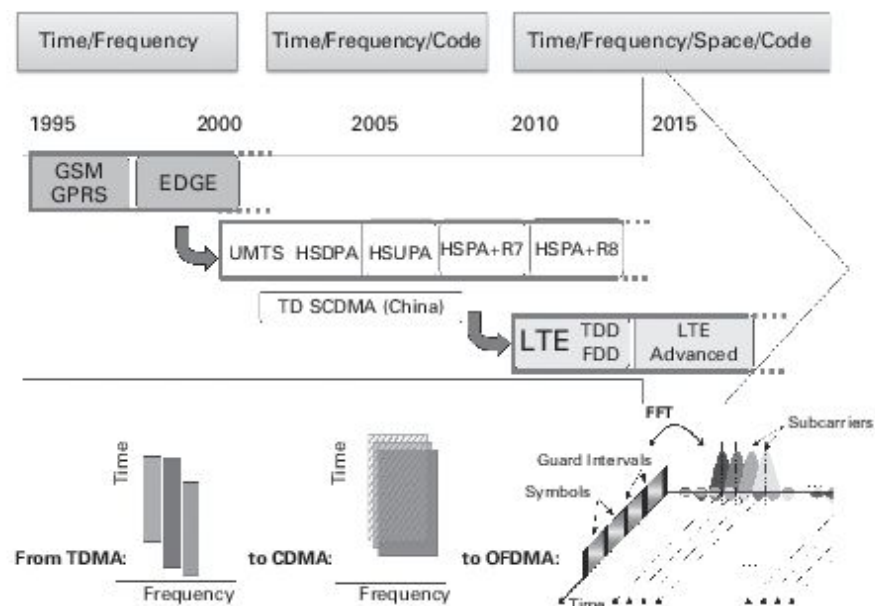 Time/Frequency
Time/Frequency/Code
Time/Frequency/Space/Code
1995
2000
2005
2010
2015
GSM
GPRS
EDGE
UMTS
HSDPA
HSUPA
HSPA+R7
HSPA+R8
TD SCDMA (China)
LTE
TDD
FDD
LTE
Advanced
FFT
Subcarriers
Guard Intervals
Symbols
Time
Time
From TDMA:
to CDMA:
to OFDMA:
Frequency
Frequency
Time